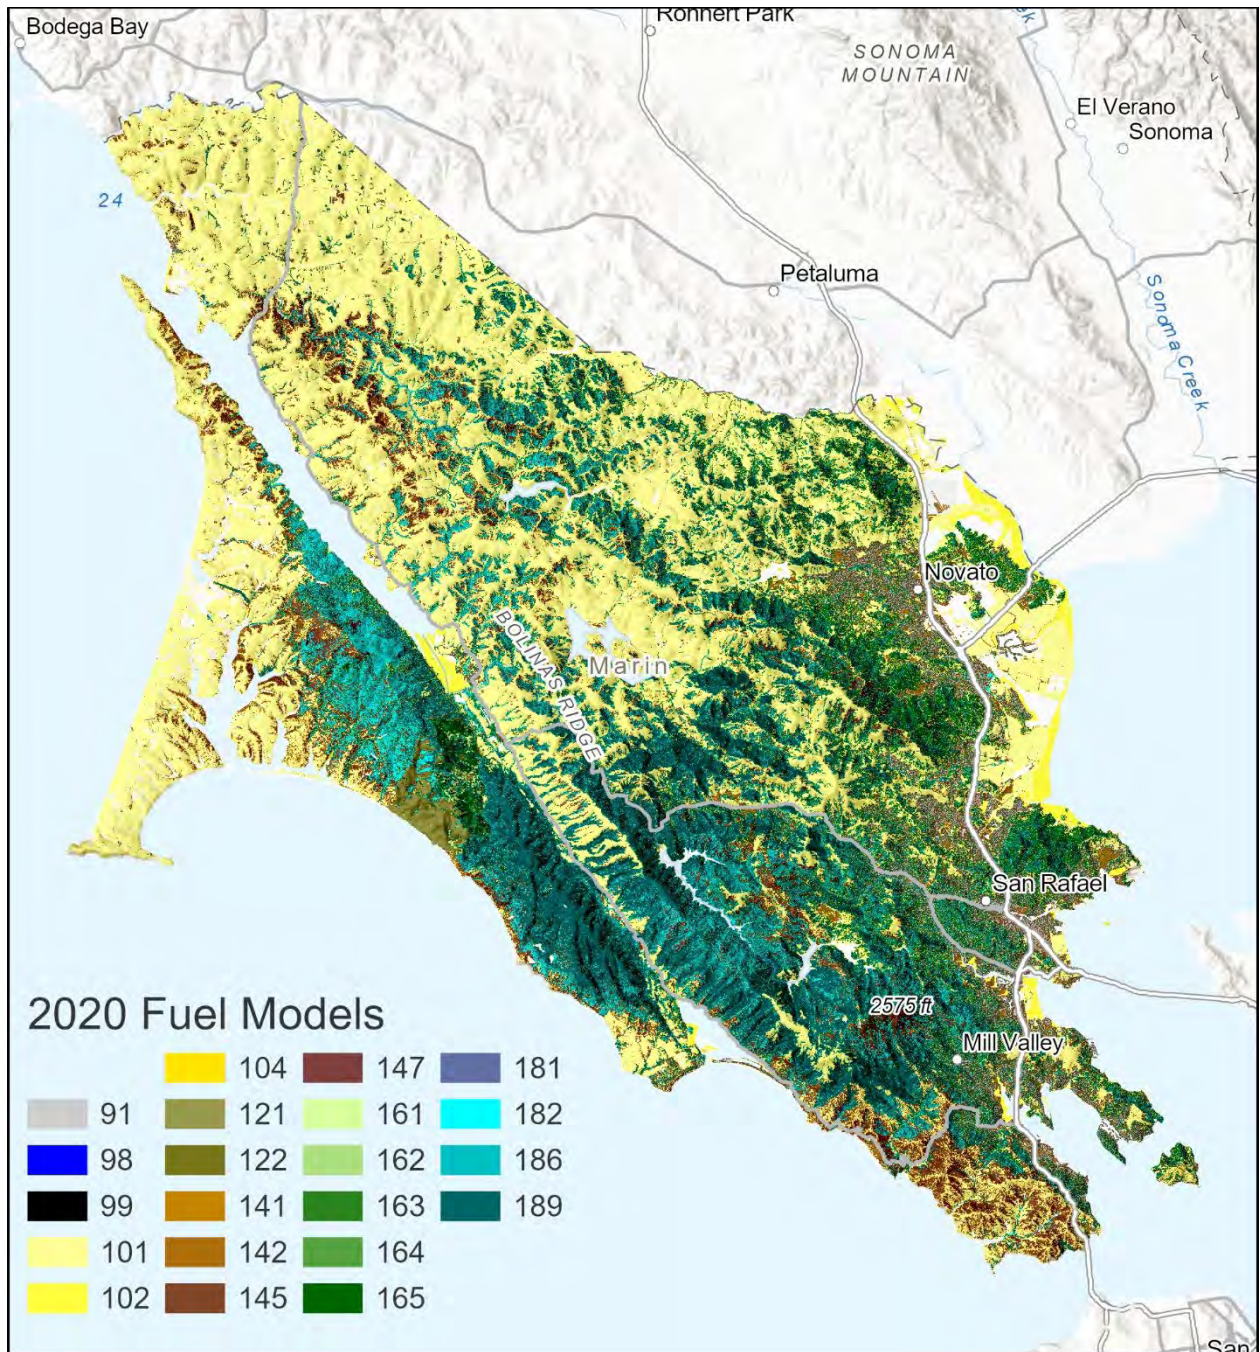 Bodega Bay
Rohnert Park
SONOMA
MOUNTAIN
El Verano
Sonoma
24
Petaluma
Sonoma Creek
Novato
BOLINAS RIDGE
Marin
San Rafael
2575 ft
Mill Valley
2020 Fuel Models
104 147 181
91 121 161 182
98 122 162 186
99 141 163 189
101 142 164
102 145 165